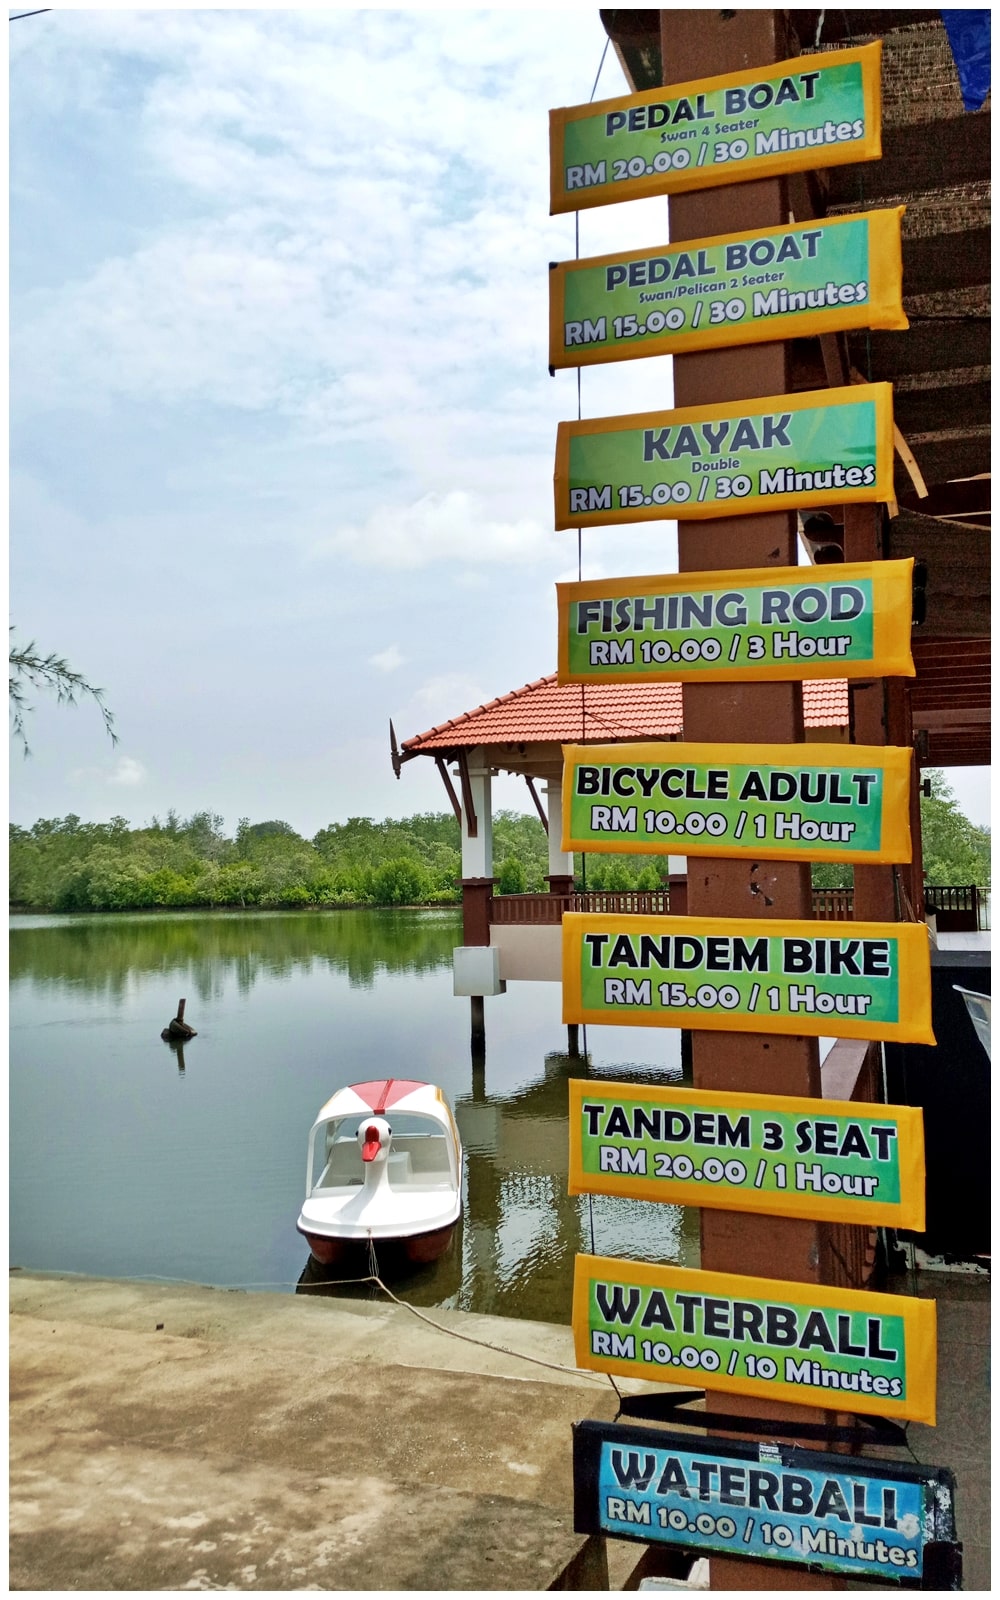 PEDAL BOAT
Swan 4 Seater
RM 20.00 / 30 Minutes
PEDAL BOAT
Swan/Pelican 2 Seater
RM 15.00 / 30 Minutes
KAYAK
Double
RM 15.00 / 30 Minutes
FISHING ROD
RM 10.00 / 3 Hour
BICYCLE ADULT
RM 10.00 / 1 Hour
TANDEM BIKE
RM 15.00 / 1 Hour
TANDEM 3 SEAT
RM 20.00 / 1 Hour
WATERBALL
RM 10.00 / 10 Minutes
WATERBALL
RM 10.00 / 10 Minutes